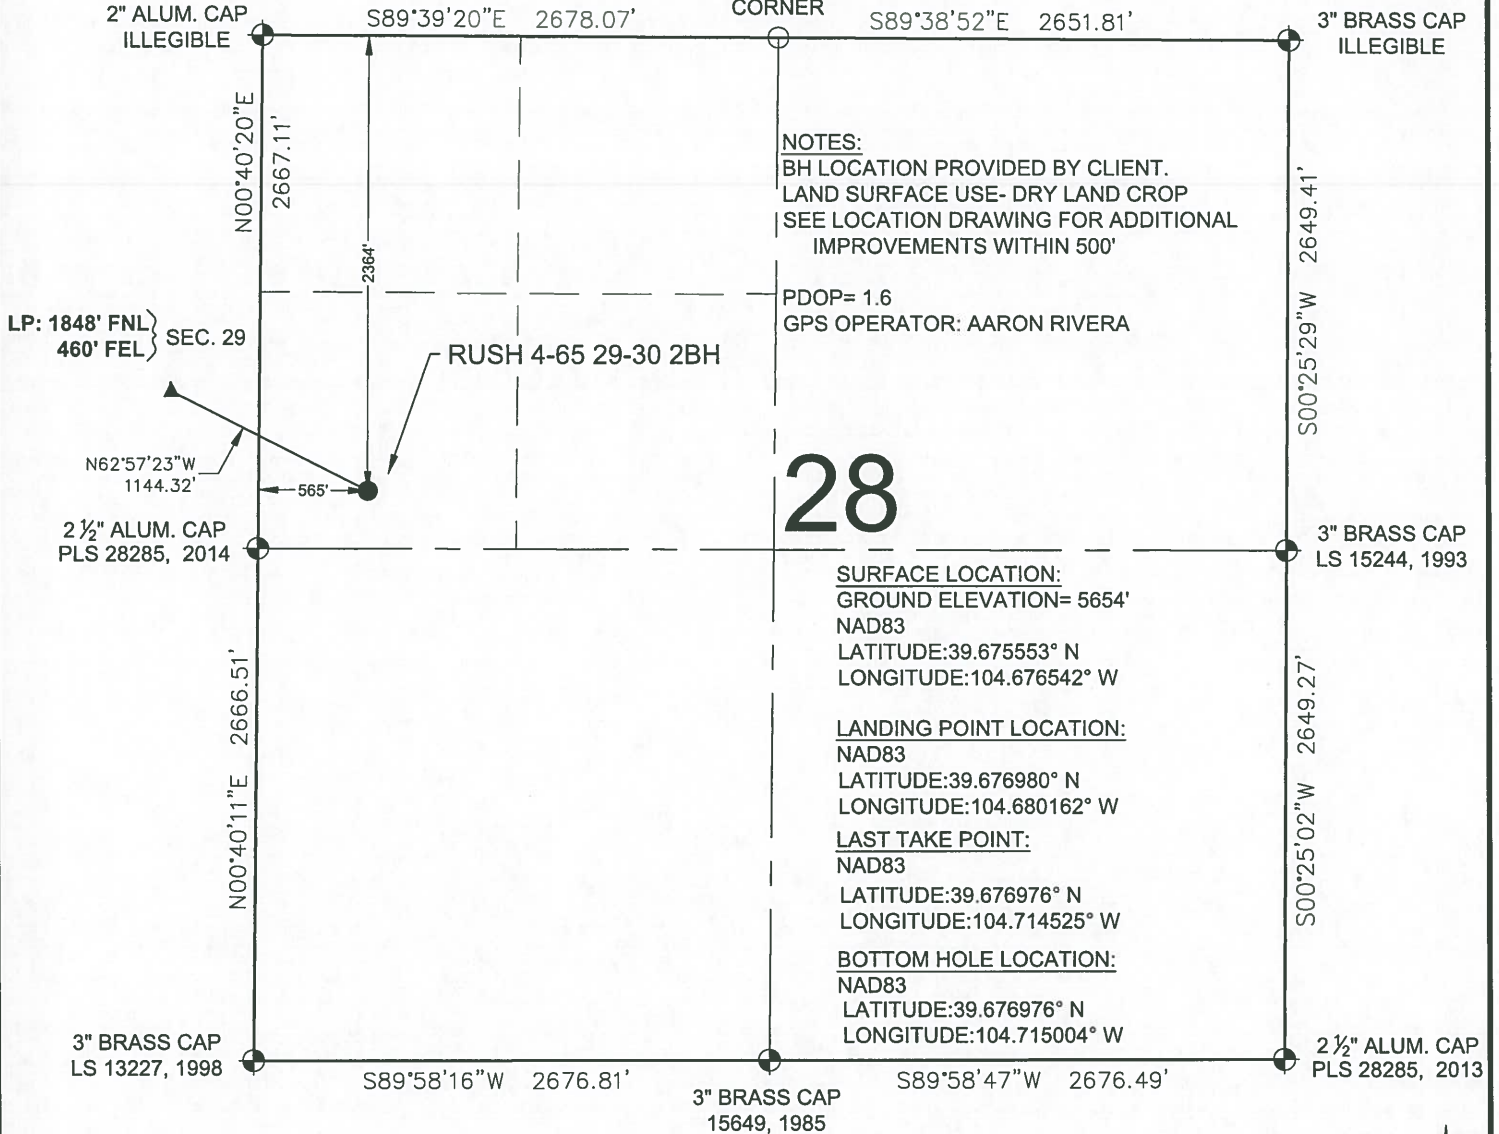 CORNER
2" ALUM. CAP
ILLEGIBLE
S89°39'20"E 2678.07'
S89°38'52"E 2651.81'
3" BRASS CAP
ILLEGIBLE
N00°40'20"E
2667.11'
2364'
NOTES:
BH LOCATION PROVIDED BY CLIENT.
LAND SURFACE USE- DRY LAND CROP
SEE LOCATION DRAWING FOR ADDITIONAL
IMPROVEMENTS WITHIN 500'
PDOP= 1.6
GPS OPERATOR: AARON RIVERA
S00°25'29"W 2649.41'
LP: 1848' FNL
460' FEL
SEC. 29
RUSH 4-65 29-30 2BH
N62°57'23"W
1144.32'
565'
28
2 ½" ALUM. CAP
PLS 28285, 2014
3" BRASS CAP
LS 15244, 1993
SURFACE LOCATION:
GROUND ELEVATION= 5654'
NAD83
LATITUDE:39.675553° N
LONGITUDE:104.676542° W
LANDING POINT LOCATION:
NAD83
LATITUDE:39.676980° N
LONGITUDE:104.680162° W
LAST TAKE POINT:
NAD83
LATITUDE:39.676976° N
LONGITUDE:104.714525° W
BOTTOM HOLE LOCATION:
NAD83
LATITUDE:39.676976° N
LONGITUDE:104.715004° W
N00°40'11"E 2666.51'
S00°25'02"W 2649.27'
3" BRASS CAP
LS 13227, 1998
S89°58'16"W 2676.81'
3" BRASS CAP
15649, 1985
S89°58'47"W 2676.49'
2 ½" ALUM. CAP
PLS 28285, 2013